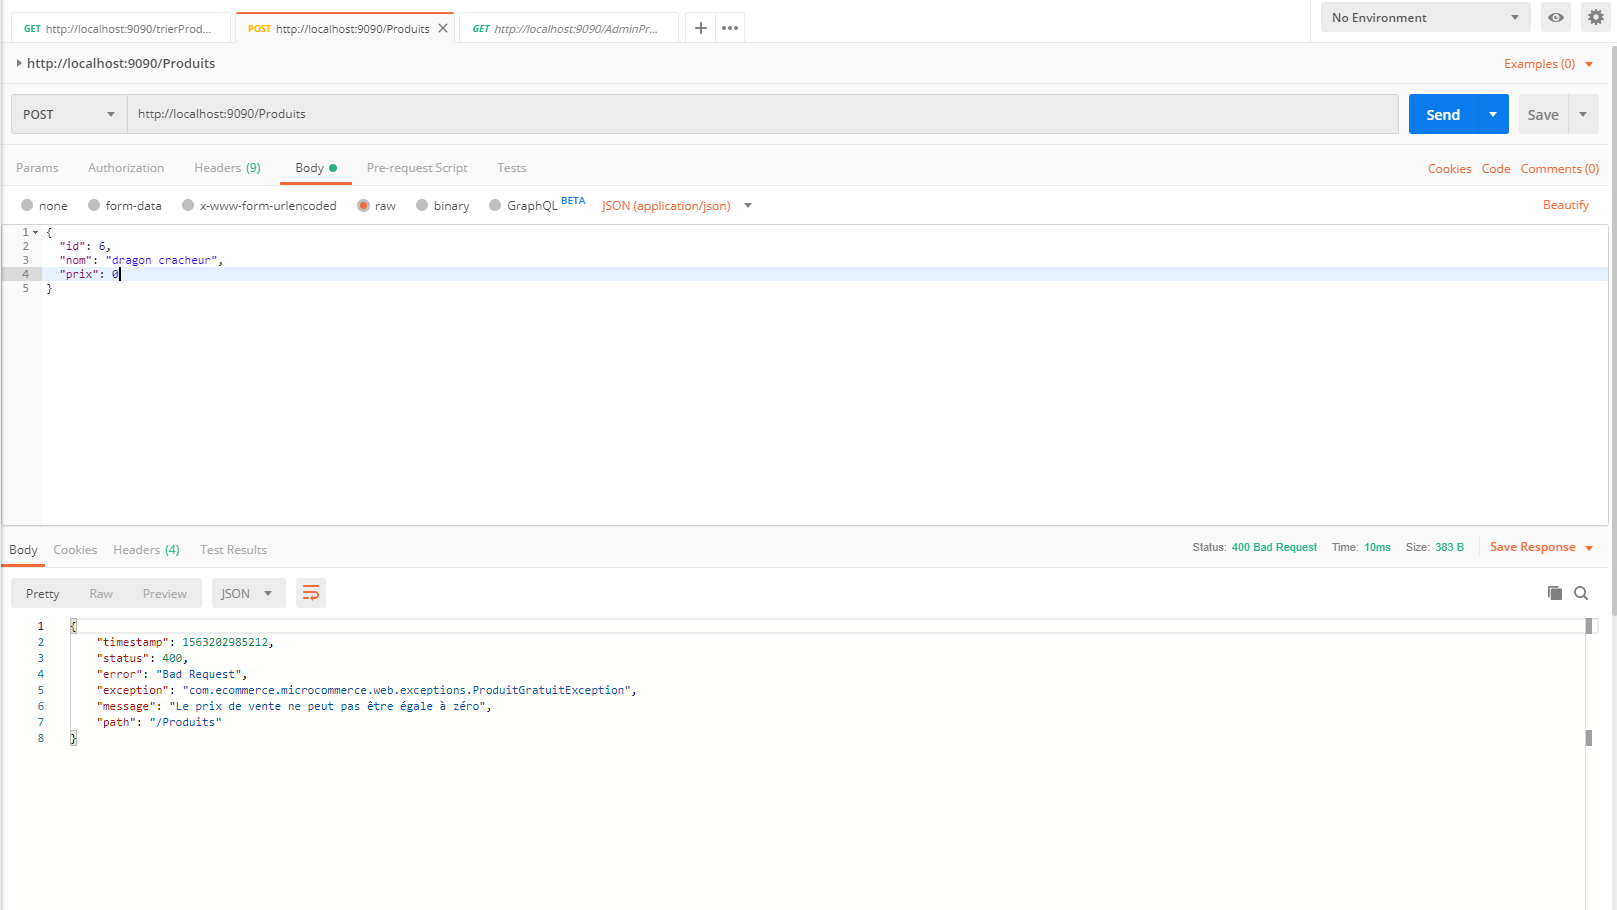 GET http://localhost:9090/trierProd...
POST http://localhost:9090/Produits
GET http://localhost:9090/AdminPr...
No Environment
http://localhost:9090/Produits
Examples (0)
POST http://localhost:9090/Produits
Send
Save
Params Authorization Headers (9) Body Pre-request Script Tests
Cookies Code Comments (0)
none form-data x-www-form-urlencoded raw binary GraphQL BETA JSON (application/json)
Beautify
1 {
2 "id": 6,
3 "nom": "dragon cracheur",
4 "prix": 0
5 }
Body Cookies Headers (4) Test Results
Status: 400 Bad Request Time: 10ms Size: 383 B Save Response
Pretty Raw Preview JSON
1 {
2 "timestamp": 1563202985212,
3 "status": 400,
4 "error": "Bad Request",
5 "exception": "com.ecommerce.microcommerce.web.exceptions.ProduitGratuitException",
6 "message": "Le prix de vente ne peut pas être égale à zéro",
7 "path": "/Produits"
8 }